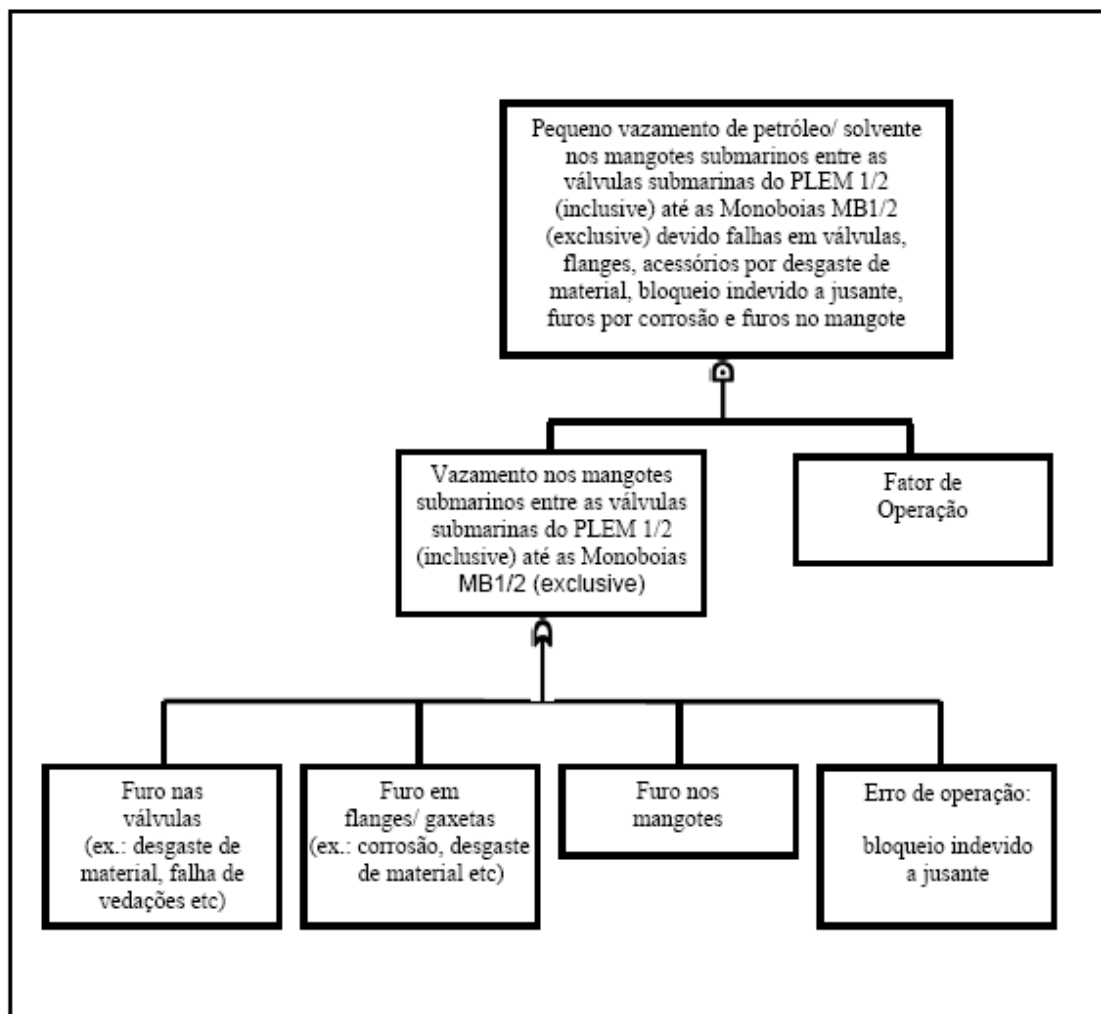 Pequeno vazamento de petróleo/ solvente
nos mangotes submarinos entre as
válvulas submarinas do PLEM 1/2
(inclusive) até as Monoboias MB1/2
(exclusive) devido falhas em válvulas,
flanges, acessórios por desgaste de
material, bloqueio indevido a jusante,
furos por corrosão e furos no mangote
Vazamento nos mangotes
submarinos entre as válvulas
submarinas do PLEM 1/2
(inclusive) até as Monoboias
MB1/2 (exclusive)
Fator de
Operação
Furo nas
válvulas
(ex.: desgaste de
material, falha de
vedações etc)
Furo em
flanges/ gaxetas
(ex.: corrosão, desgaste
de material etc)
Furo nos
mangotes
Erro de operação:
bloqueio indevido
a jusante